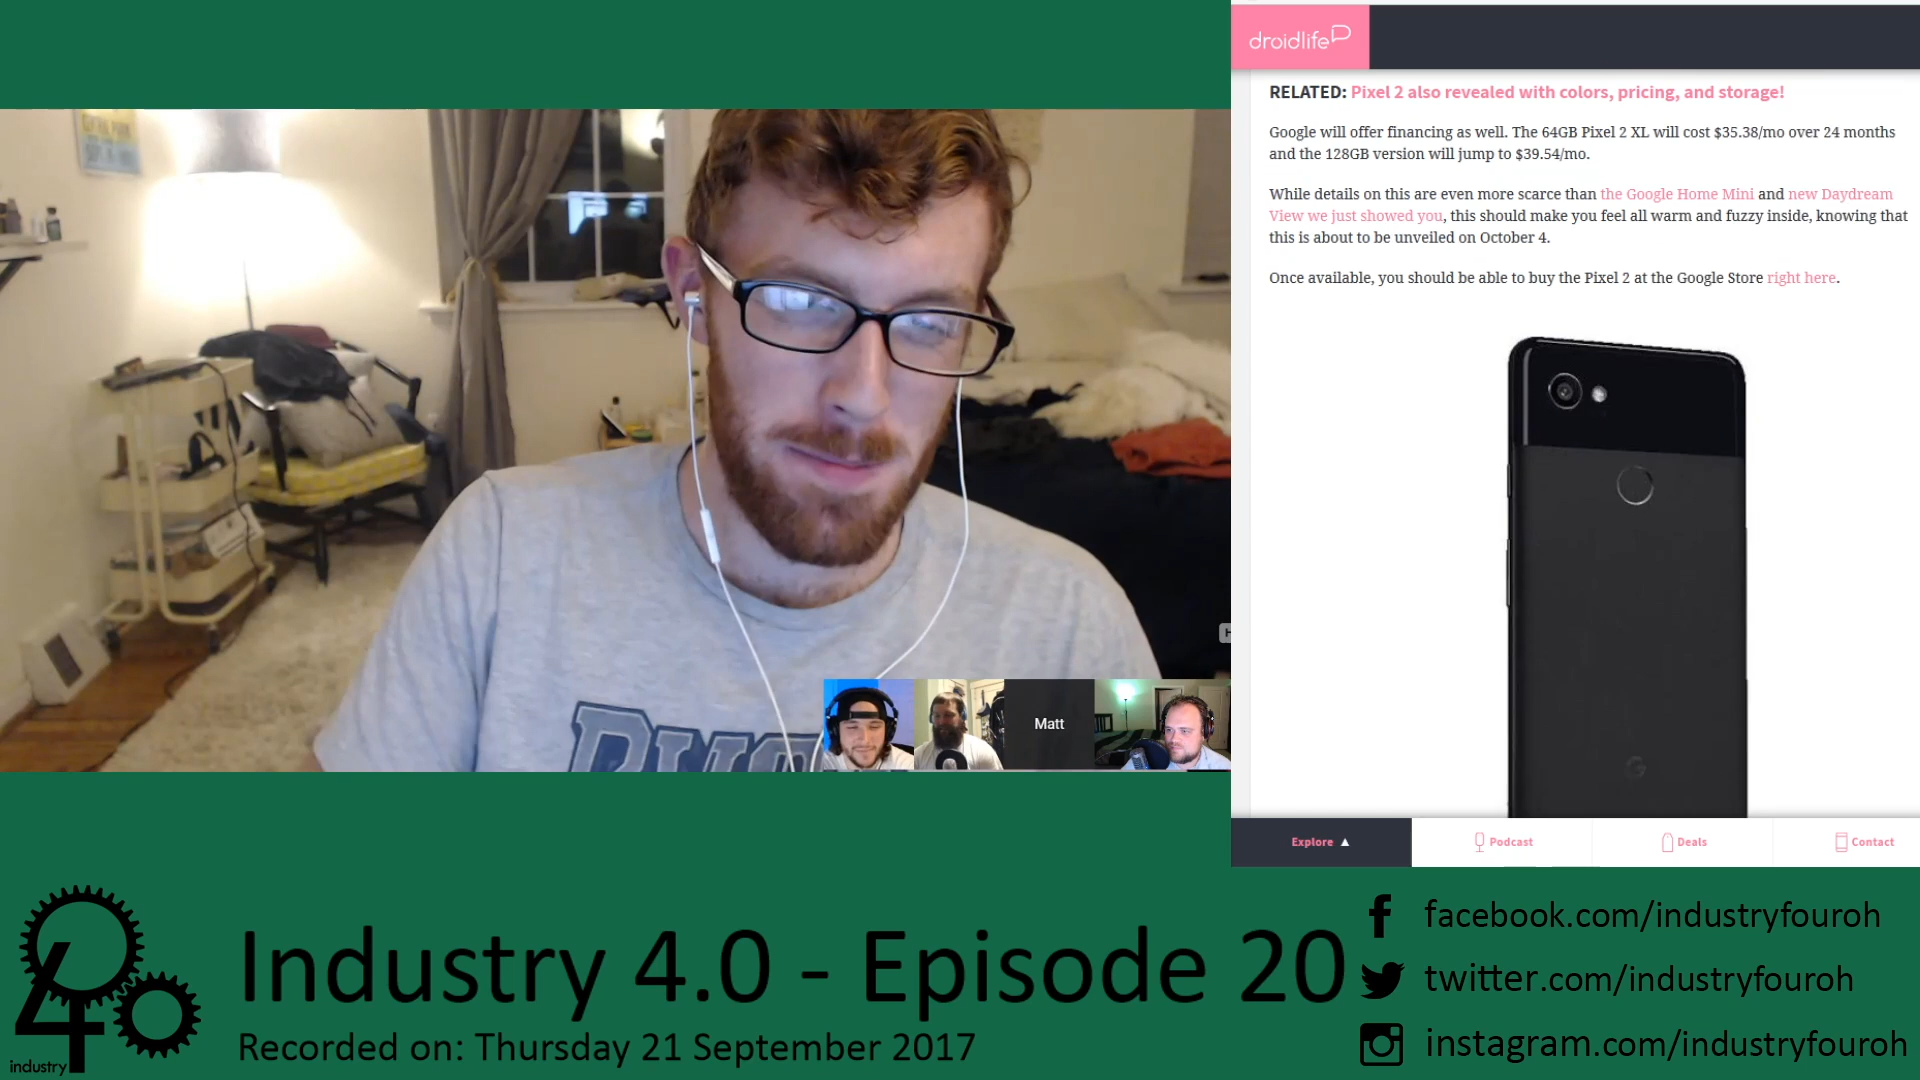 droidlife
RELATED: Pixel 2 also revealed with colors, pricing, and storage!
Google will offer financing as well. The 64GB Pixel 2 XL will cost $35.38/mo over 24 months
and the 128GB version will jump to $39.54/mo.
While details on this are even more scarce than the Google Home Mini and new Daydream
View we just showed you, this should make you feel all warm and fuzzy inside, knowing that
this is about to be unveiled on October 4.
Once available, you should be able to buy the Pixel 2 at the Google Store right here.
G
Matt
Explore ▲
Podcast
Deals
Contact
40
industry
Industry 4.0 - Episode 20
Recorded on: Thursday 21 September 2017
facebook.com/industryfouroh
twitter.com/industryfouroh
instagram.com/industryfouroh